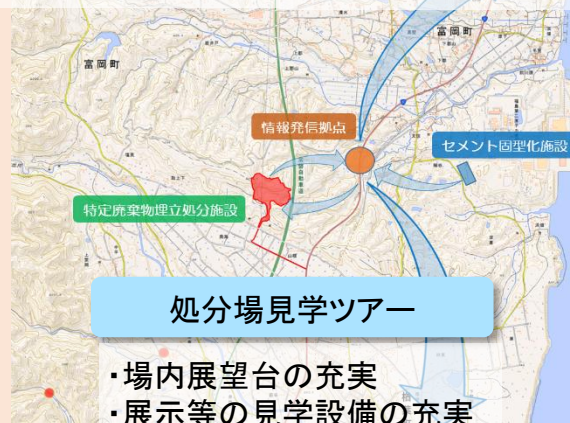 富岡町
富岡町
情報発信拠点
セメント固型化施設
特定廃棄物埋立処分施設
処分場見学ツアー
・場内展望台の充実
・展示等の見学設備の充実